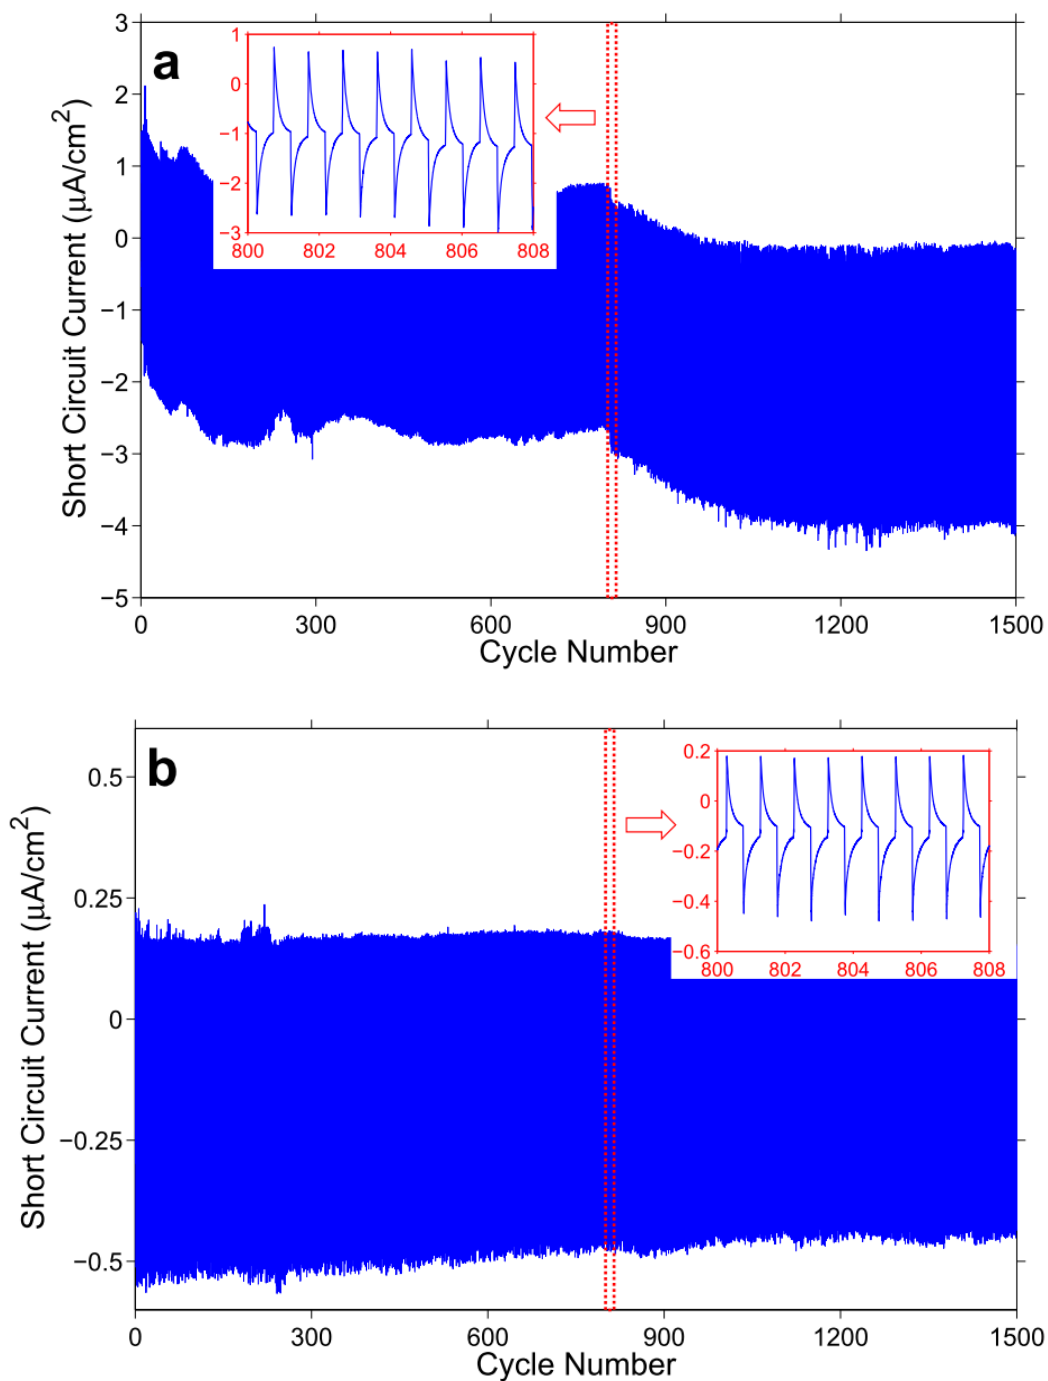 a
Short Circuit Current (μA/cm²)
3
2
1
0
−1
−2
−3
−4
−5
1
0
−1
−2
−3
800 802 804 806 808
0 300 600 900 1200 1500
Cycle Number
b
Short Circuit Current (μA/cm²)
0.5
0.25
0
−0.25
−0.5
0.2
0
−0.2
−0.4
−0.6
800 802 804 806 808
0 300 600 900 1200 1500
Cycle Number